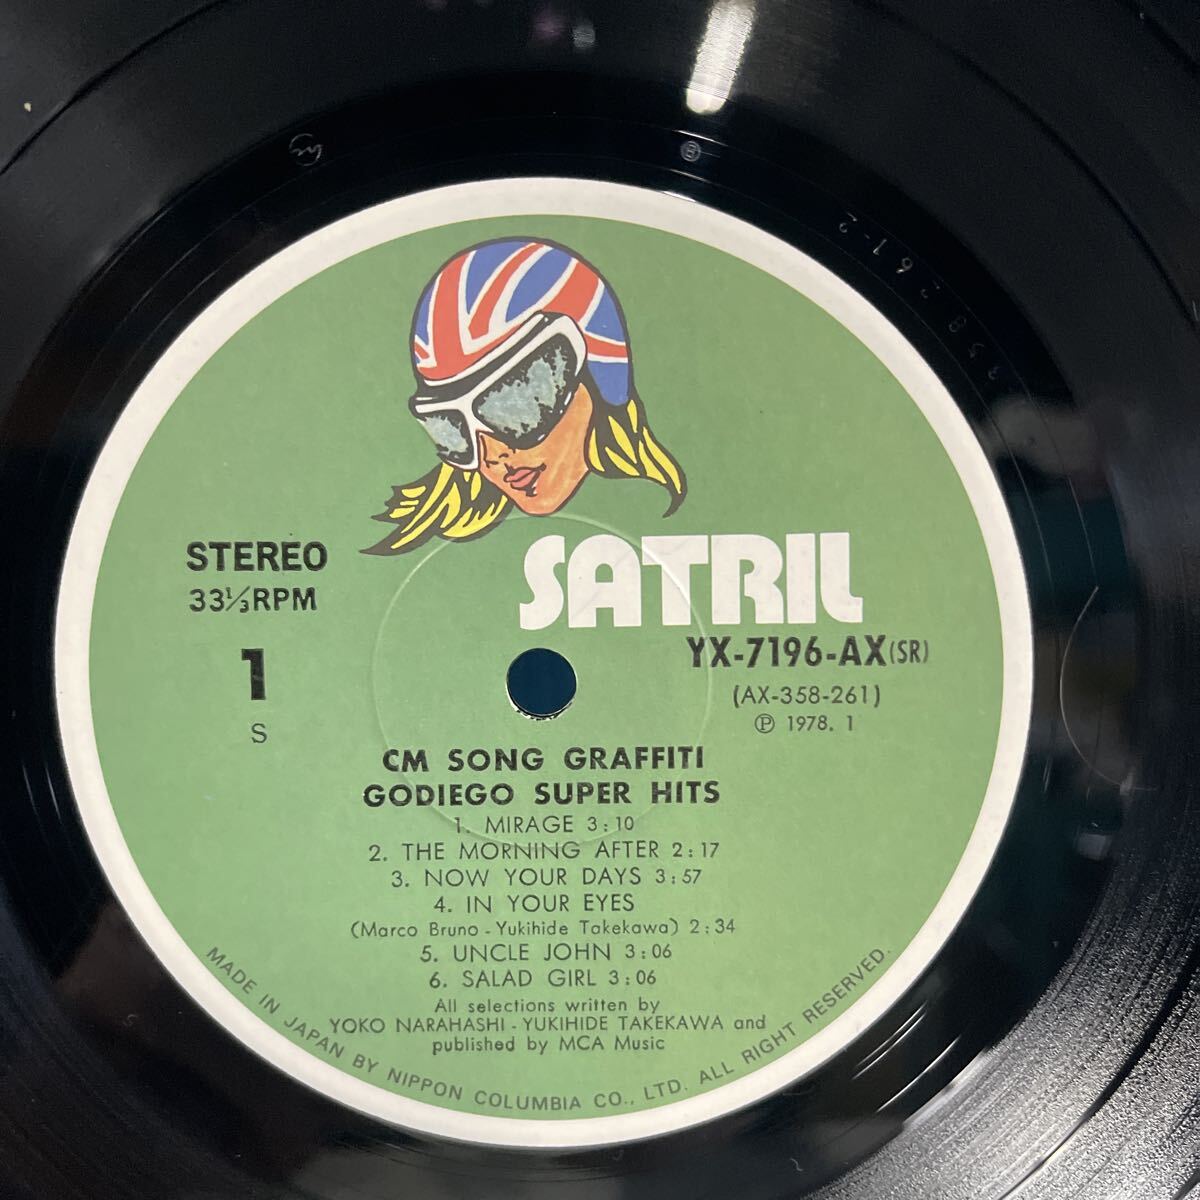 SATRIL
STEREO
33⅓RPM
1
S
YX-7196-AX(SR)
(AX-358-261)
Ⓟ 1978. 1
CM SONG GRAFFITI
GODIEGO SUPER HITS
1. MIRAGE 3:10
2. THE MORNING AFTER 2:17
3. NOW YOUR DAYS 3:57
4. IN YOUR EYES
(Marco Bruno - Yukihide Takekawa) 2:34
5. UNCLE JOHN 3:06
6. SALAD GIRL 3:06
All selections written by
YOKO NARAHASHI - YUKIHIDE TAKEKAWA and
published by MCA Music
MADE IN JAPAN BY NIPPON COLUMBIA CO., LTD. ALL RIGHT RESERVED.